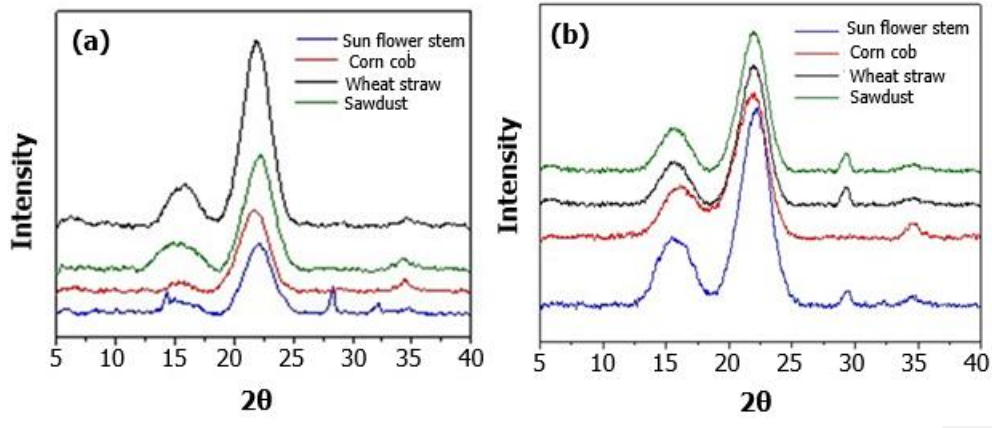 (a)
Sun flower stem
Corn cob
Wheat straw
Sawdust
Intensity
5 10 15 20 25 30 35 40
2θ
(b)
Sun flower stem
Corn cob
Wheat straw
Sawdust
Intensity
5 10 15 20 25 30 35 40
2θ